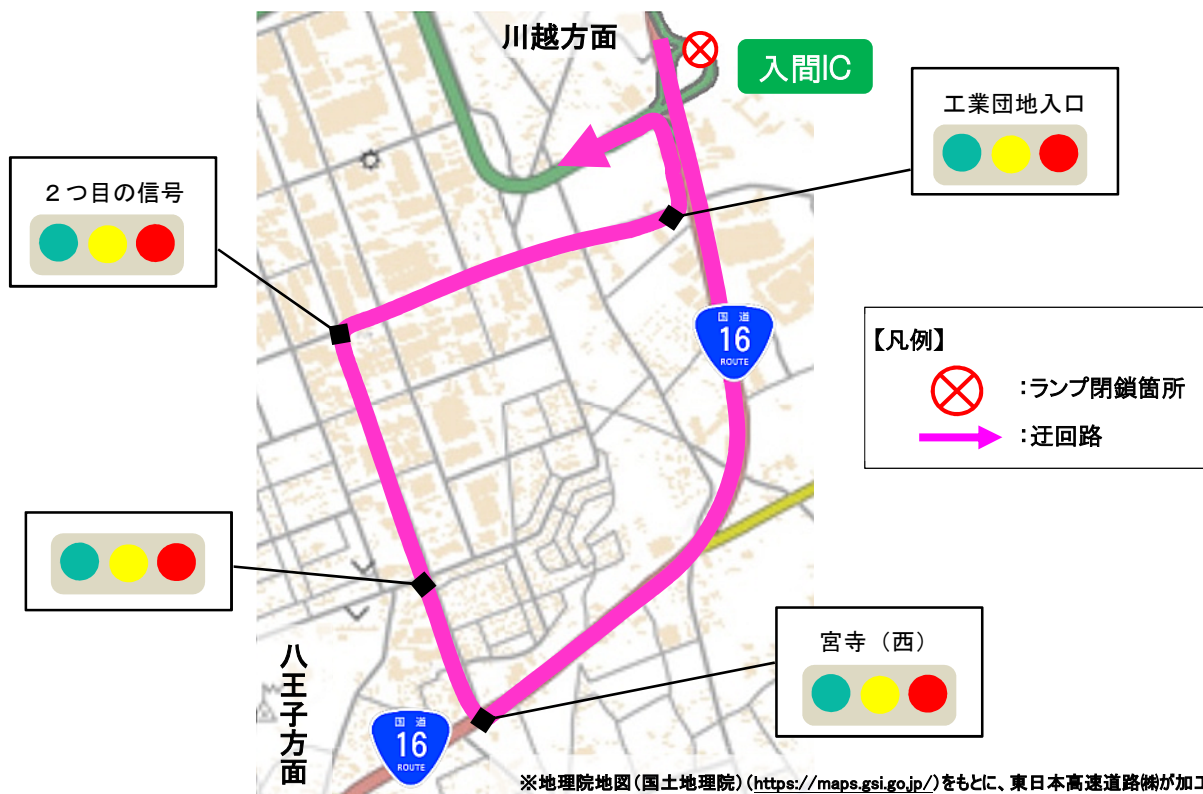 川越方面
入間IC
工業団地入口
２つ目の信号
国道
16
ROUTE
【凡例】
:ランプ閉鎖箇所
:迂回路
宮寺（西）
八王子方面
国道
16
ROUTE
※地理院地図(国土地理院)(https://maps.gsi.go.jp/)をもとに、東日本高速道路㈱が加工